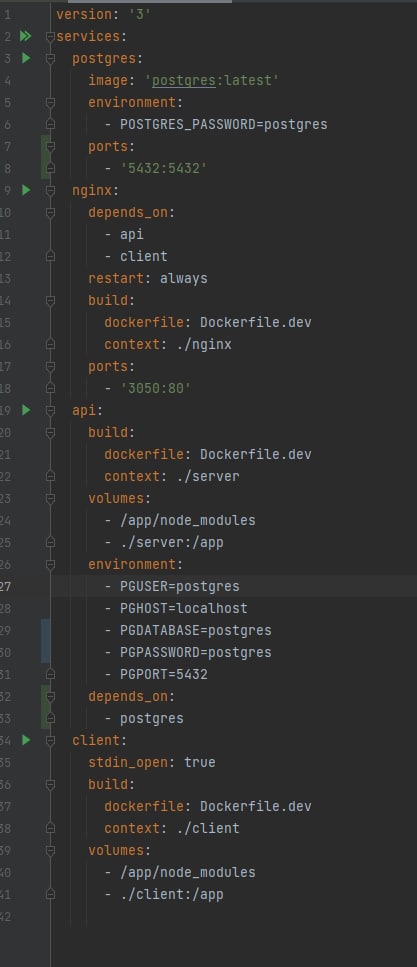 1 version: '3'
2 services:
3   postgres:
4     image: 'postgres:latest'
5     environment:
6       - POSTGRES_PASSWORD=postgres
7     ports:
8       - '5432:5432'
9   nginx:
10     depends_on:
11       - api
12       - client
13     restart: always
14     build:
15       dockerfile: Dockerfile.dev
16       context: ./nginx
17     ports:
18       - '3050:80'
19   api:
20     build:
21       dockerfile: Dockerfile.dev
22       context: ./server
23     volumes:
24       - /app/node_modules
25       - ./server:/app
26     environment:
27       - PGUSER=postgres
28       - PGHOST=localhost
29       - PGDATABASE=postgres
30       - PGPASSWORD=postgres
31       - PGPORT=5432
32     depends_on:
33       - postgres
34   client:
35     stdin_open: true
36     build:
37       dockerfile: Dockerfile.dev
38       context: ./client
39     volumes:
40       - /app/node_modules
41       - ./client:/app
42